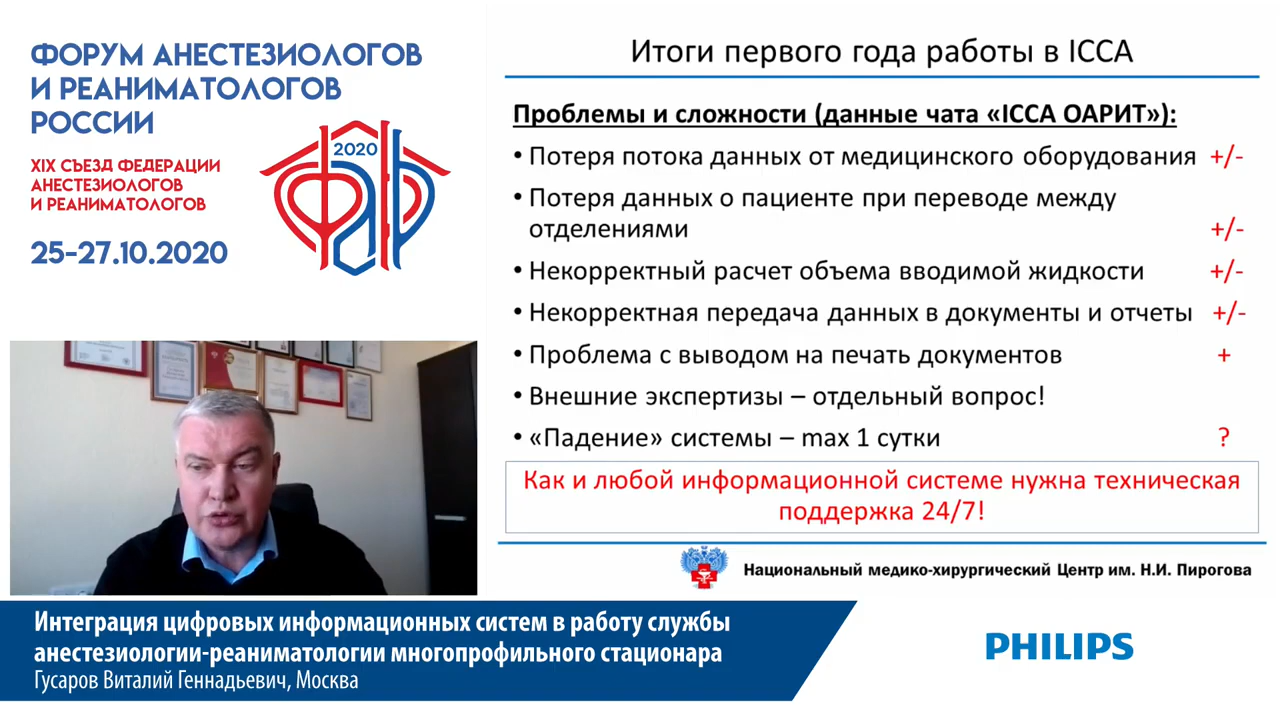 ФОРУМ АНЕСТЕЗИОЛОГОВ
И РЕАНИМАТОЛОГОВ
РОССИИ
XIX СЪЕЗД ФЕДЕРАЦИИ
АНЕСТЕЗИОЛОГОВ
И РЕАНИМАТОЛОГОВ
25-27.10.2020
2020
ФАР
Итоги первого года работы в ICCA
Проблемы и сложности (данные чата «ICCA ОАРИТ»):
• Потеря потока данных от медицинского оборудования +/-
• Потеря данных о пациенте при переводе между
отделениями +/-
• Некорректный расчет объема вводимой жидкости +/-
• Некорректная передача данных в документы и отчеты +/-
• Проблема с выводом на печать документов +
• Внешние экспертизы – отдельный вопрос!
• «Падение» системы – max 1 сутки ?
Как и любой информационной системе нужна техническая
поддержка 24/7!
Национальный медико-хирургический Центр им. Н.И. Пирогова
Интеграция цифровых информационных систем в работу службы
анестезиологии-реаниматологии многопрофильного стационара
Гусаров Виталий Геннадьевич, Москва
PHILIPS